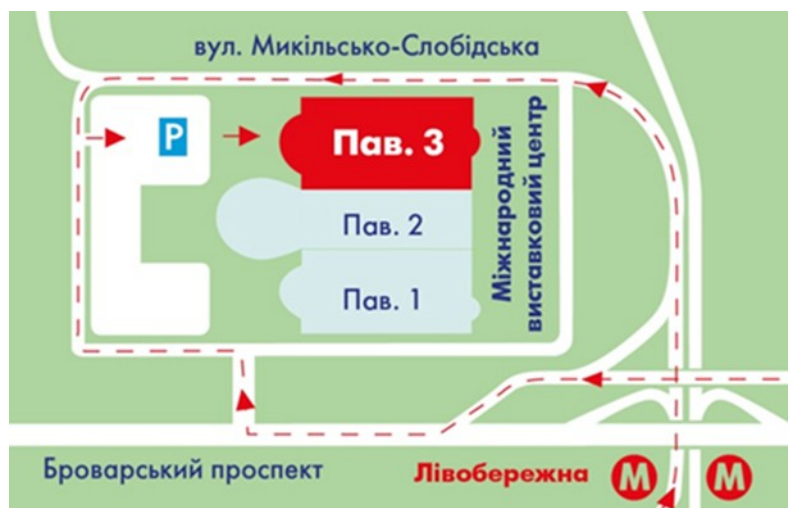 вул. Микільсько-Слобідська
P
Пав. 3
Пав. 2
Пав. 1
Міжнародний
виставковий центр
Броварський проспект
Лівобережна
М М